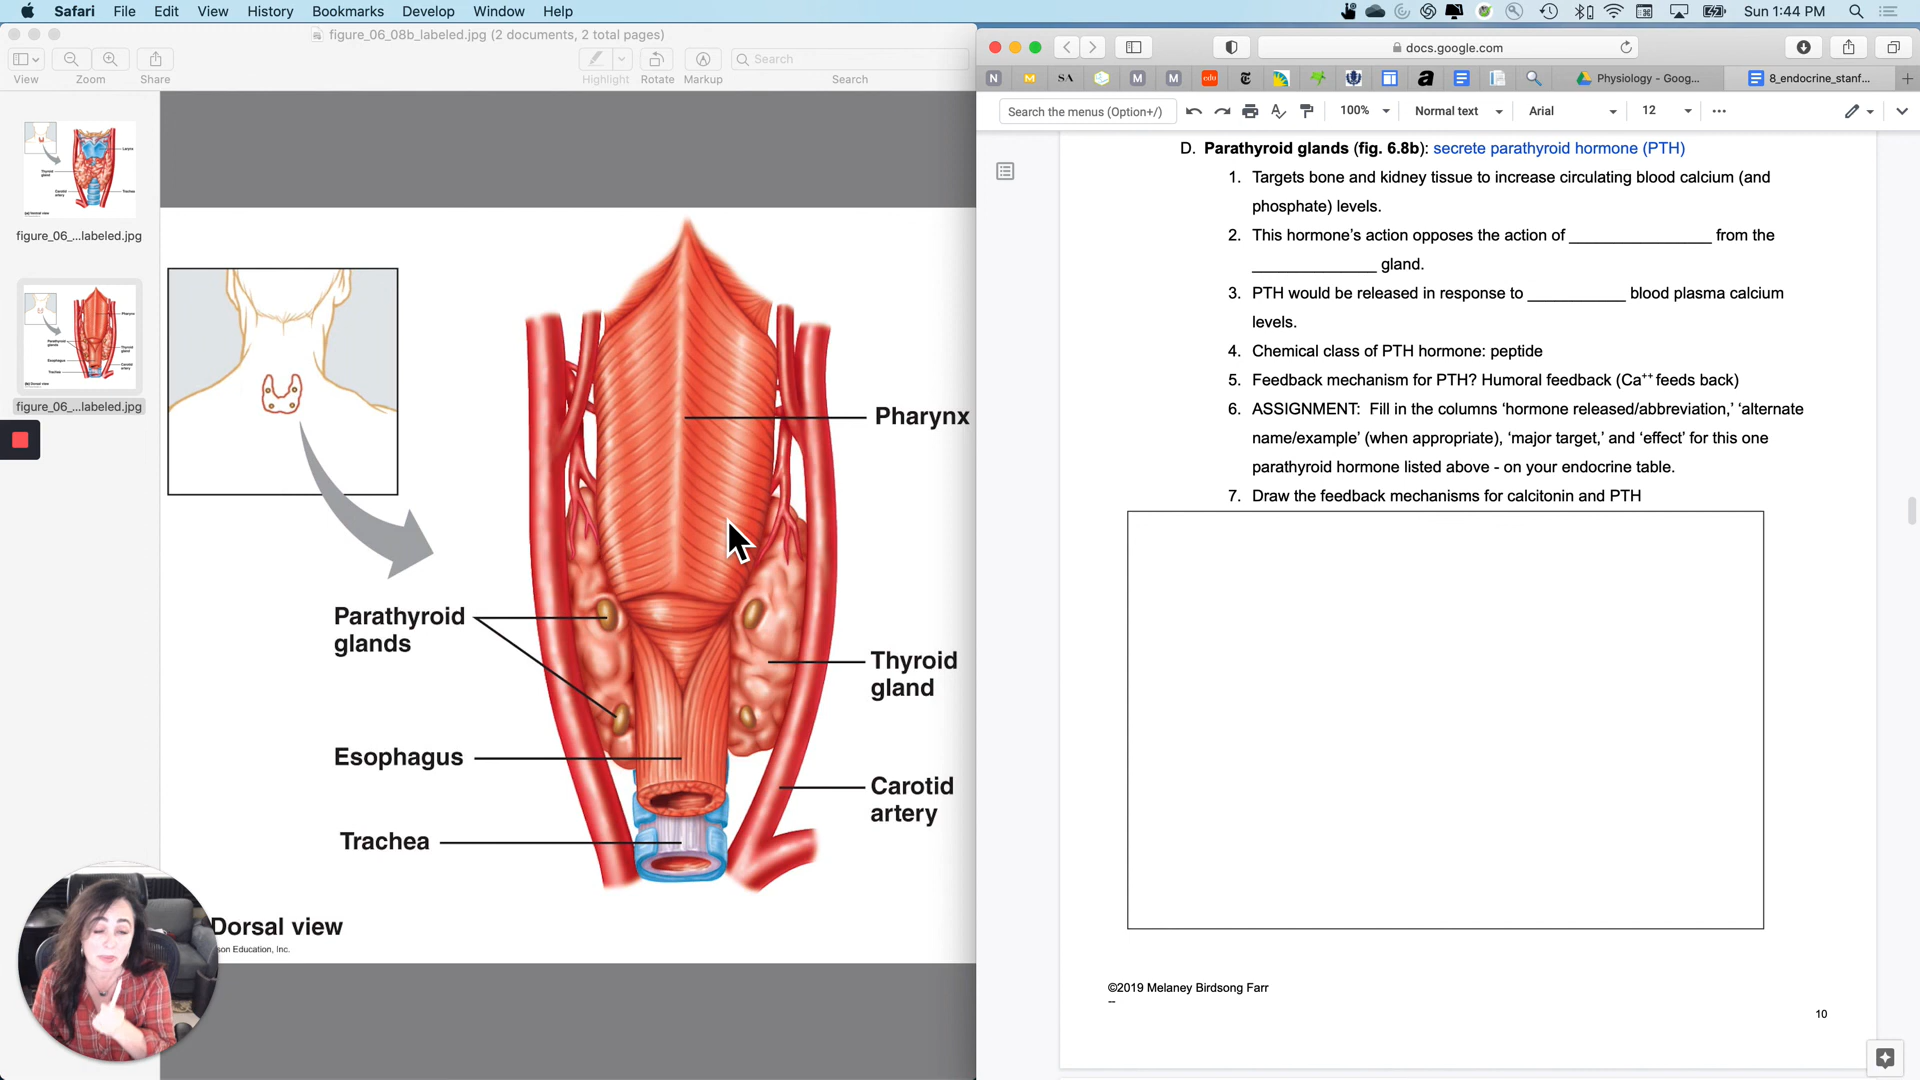 Safari File Edit View History Bookmarks Develop Window Help
Sun 1:44 PM
figure_06_08b_labeled.jpg (2 documents, 2 total pages)
View Zoom Share Highlight Rotate Markup Search
Search
figure_06_...labeled.jpg
figure_06_...labeled.jpg
Pharynx
Parathyroid
glands
Thyroid
gland
Esophagus
Carotid
artery
Trachea
Dorsal view
son Education, Inc.
docs.google.com
Physiology - Goog...
8_endocrine_stanf...
Search the menus (Option+/)
100% Normal text Arial 12
D. Parathyroid glands (fig. 6.8b): secrete parathyroid hormone (PTH)
1. Targets bone and kidney tissue to increase circulating blood calcium (and
phosphate) levels.
2. This hormone’s action opposes the action of ________________ from the
______________ gland.
3. PTH would be released in response to ___________ blood plasma calcium
levels.
4. Chemical class of PTH hormone: peptide
5. Feedback mechanism for PTH? Humoral feedback (Ca⁺⁺ feeds back)
6. ASSIGNMENT: Fill in the columns ‘hormone released/abbreviation,’ ‘alternate
name/example’ (when appropriate), ‘major target,’ and ‘effect’ for this one
parathyroid hormone listed above - on your endocrine table.
7. Draw the feedback mechanisms for calcitonin and PTH
©2019 Melaney Birdsong Farr
--
10